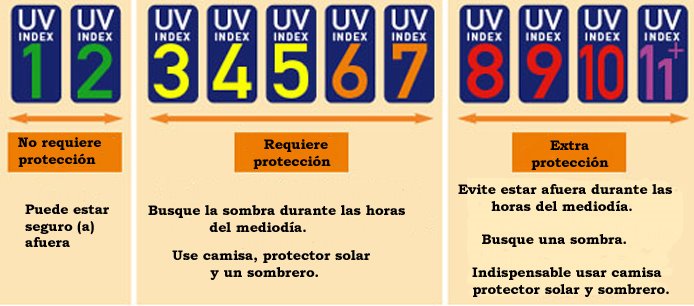 UV INDEX 1
UV INDEX 2
UV INDEX 3
UV INDEX 4
UV INDEX 5
UV INDEX 6
UV INDEX 7
UV INDEX 8
UV INDEX 9
UV INDEX 10
UV INDEX 11+
No requiere
protección
Puede estar
seguro (a)
afuera
Requiere
protección
Busque la sombra durante las horas
del mediodía.
Use camisa, protector solar
y un sombrero.
Extra
protección
Evite estar afuera durante las
horas del mediodía.
Busque una sombra.
Indispensable usar camisa
protector solar y sombrero.